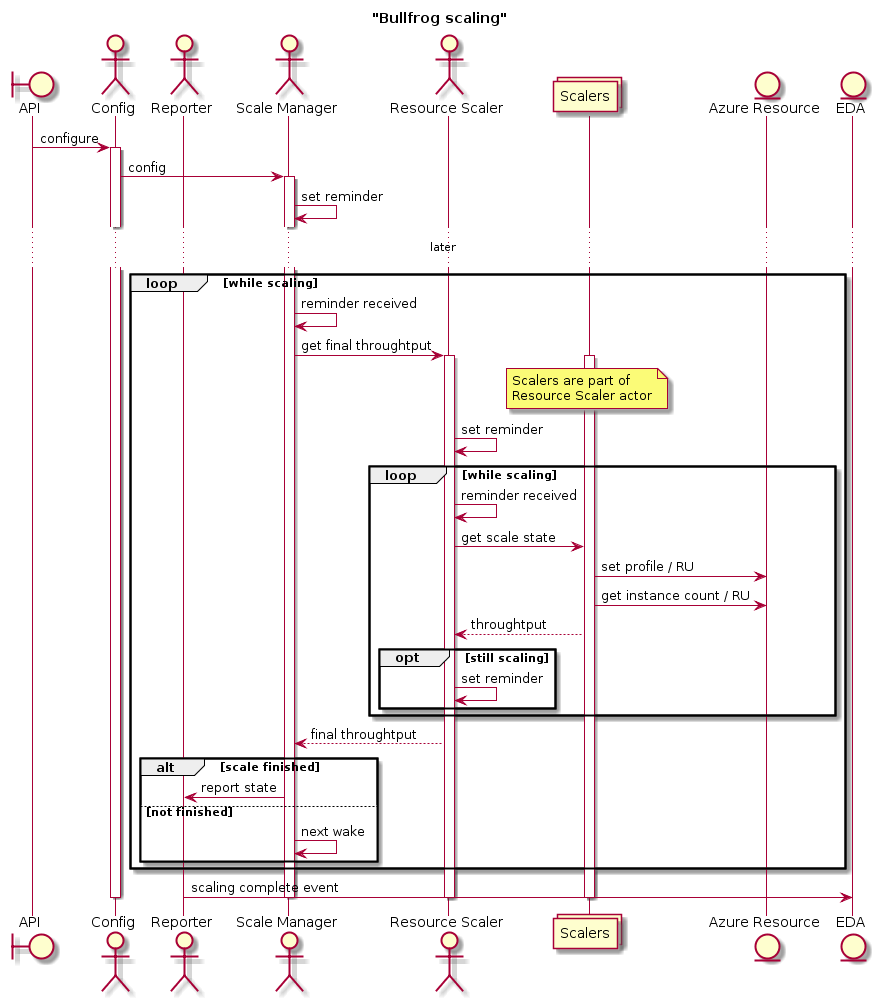 "Bullfrog scaling"
API
Config
Reporter
Scale Manager
Resource Scaler
Scalers
Azure Resource
EDA
configure
config
set reminder
later
loop
[while scaling]
reminder received
get final throughtput
Scalers are part of
Resource Scaler actor
set reminder
loop
[while scaling]
reminder received
get scale state
set profile / RU
get instance count / RU
throughtput
opt
[still scaling]
set reminder
final throughtput
alt
[scale finished]
report state
[not finished]
next wake
scaling complete event
API
Config
Reporter
Scale Manager
Resource Scaler
Scalers
Azure Resource
EDA